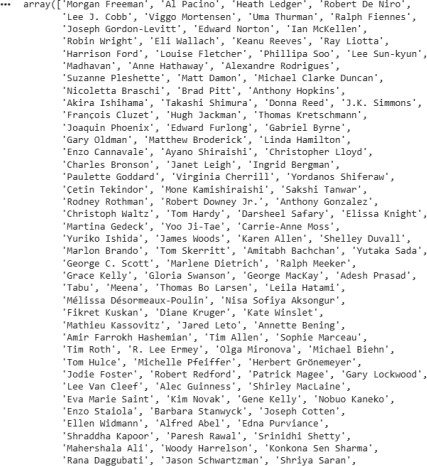 ••• array(['Morgan Freeman', 'Al Pacino', 'Heath Ledger', 'Robert De Niro',
'Lee J. Cobb', 'Viggo Mortensen', 'Uma Thurman', 'Ralph Fiennes',
'Joseph Gordon-Levitt', 'Edward Norton', 'Ian McKellen',
'Robin Wright', 'Eli Wallach', 'Keanu Reeves', 'Ray Liotta',
'Harrison Ford', 'Louise Fletcher', 'Phillipa Soo', 'Lee Sun-kyun',
'Madhavan', 'Anne Hathaway', 'Alexandre Rodrigues',
'Suzanne Pleshette', 'Matt Damon', 'Michael Clarke Duncan',
'Nicoletta Braschi', 'Brad Pitt', 'Anthony Hopkins',
'Akira Ishihama', 'Takashi Shimura', 'Donna Reed', 'J.K. Simmons',
'François Cluzet', 'Hugh Jackman', 'Thomas Kretschmann',
'Joaquin Phoenix', 'Edward Furlong', 'Gabriel Byrne',
'Gary Oldman', 'Matthew Broderick', 'Linda Hamilton',
'Enzo Cannavale', 'Ayano Shiraishi', 'Christopher Lloyd',
'Charles Bronson', 'Janet Leigh', 'Ingrid Bergman',
'Paulette Goddard', 'Virginia Cherrill', 'Yordanos Shiferaw',
'Çetin Tekindor', 'Mone Kamishiraishi', 'Sakshi Tanwar',
'Rodney Rothman', 'Robert Downey Jr.', 'Anthony Gonzalez',
'Christoph Waltz', 'Tom Hardy', 'Darsheel Safary', 'Elissa Knight',
'Martina Gedeck', 'Yoo Ji-Tae', 'Carrie-Anne Moss',
'Yuriko Ishida', 'James Woods', 'Karen Allen', 'Shelley Duvall',
'Marlon Brando', 'Tom Skerritt', 'Amitabh Bachchan', 'Yutaka Sada',
'George C. Scott', 'Marlene Dietrich', 'Ralph Meeker',
'Grace Kelly', 'Gloria Swanson', 'George MacKay', 'Adesh Prasad',
'Tabu', 'Meena', 'Thomas Bo Larsen', 'Leila Hatami',
'Mélissa Désormeaux-Poulin', 'Nisa Sofiya Aksongur',
'Fikret Kuskan', 'Diane Kruger', 'Kate Winslet',
'Mathieu Kassovitz', 'Jared Leto', 'Annette Bening',
'Amir Farrokh Hashemian', 'Tim Allen', 'Sophie Marceau',
'Tim Roth', 'R. Lee Ermey', 'Olga Mironova', 'Michael Biehn',
'Tom Hulce', 'Michelle Pfeiffer', 'Herbert Grönemeyer',
'Jodie Foster', 'Robert Redford', 'Patrick Magee', 'Gary Lockwood',
'Lee Van Cleef', 'Alec Guinness', 'Shirley MacLaine',
'Eva Marie Saint', 'Kim Novak', 'Gene Kelly', 'Nobuo Kaneko',
'Enzo Staiola', 'Barbara Stanwyck', 'Joseph Cotten',
'Ellen Widmann', 'Alfred Abel', 'Edna Purviance',
'Shraddha Kapoor', 'Paresh Rawal', 'Srinidhi Shetty',
'Mahershala Ali', 'Woody Harrelson', 'Konkona Sen Sharma',
'Rana Daggubati', 'Jason Schwartzman', 'Shriya Saran',